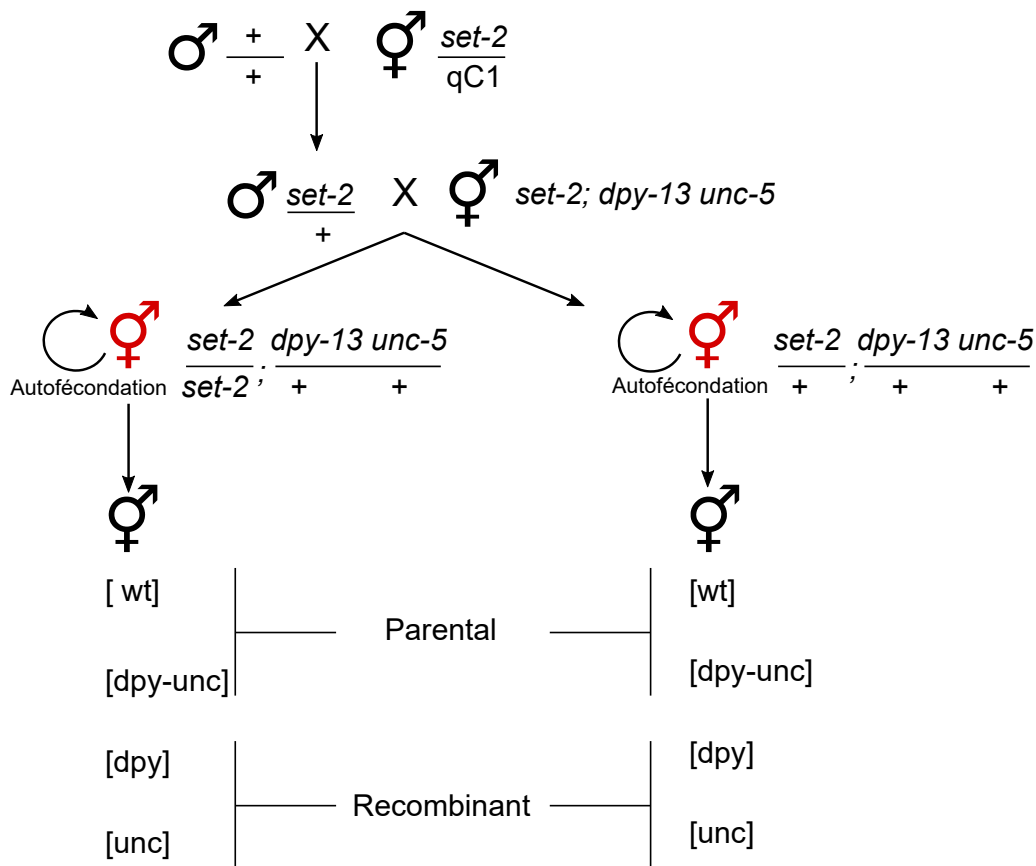 + X set-2
+ qC1
set-2 X set-2; dpy-13 unc-5
+
set-2 ; dpy-13 unc-5
set-2 + +
Autofécondation
set-2 ; dpy-13 unc-5
+ + +
Autofécondation
[ wt] [wt]
Parental
[dpy-unc] [dpy-unc]
[dpy] [dpy]
Recombinant
[unc] [unc]